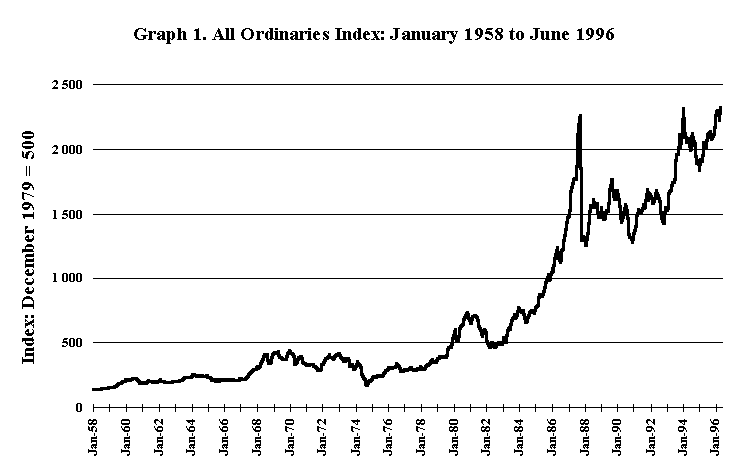 Graph 1. All Ordinaries Index: January 1958 to June 1996
Index: December 1979 = 500
2 500
2 000
1 500
1 000
500
0
Jan-58
Jan-60
Jan-62
Jan-64
Jan-66
Jan-68
Jan-70
Jan-72
Jan-74
Jan-76
Jan-78
Jan-80
Jan-82
Jan-84
Jan-86
Jan-88
Jan-90
Jan-92
Jan-94
Jan-96